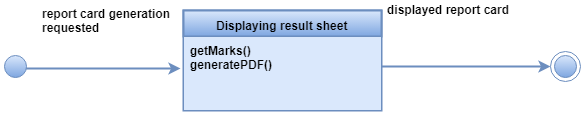 report card generation
requested
Displaying result sheet
getMarks()
generatePDF()
displayed report card